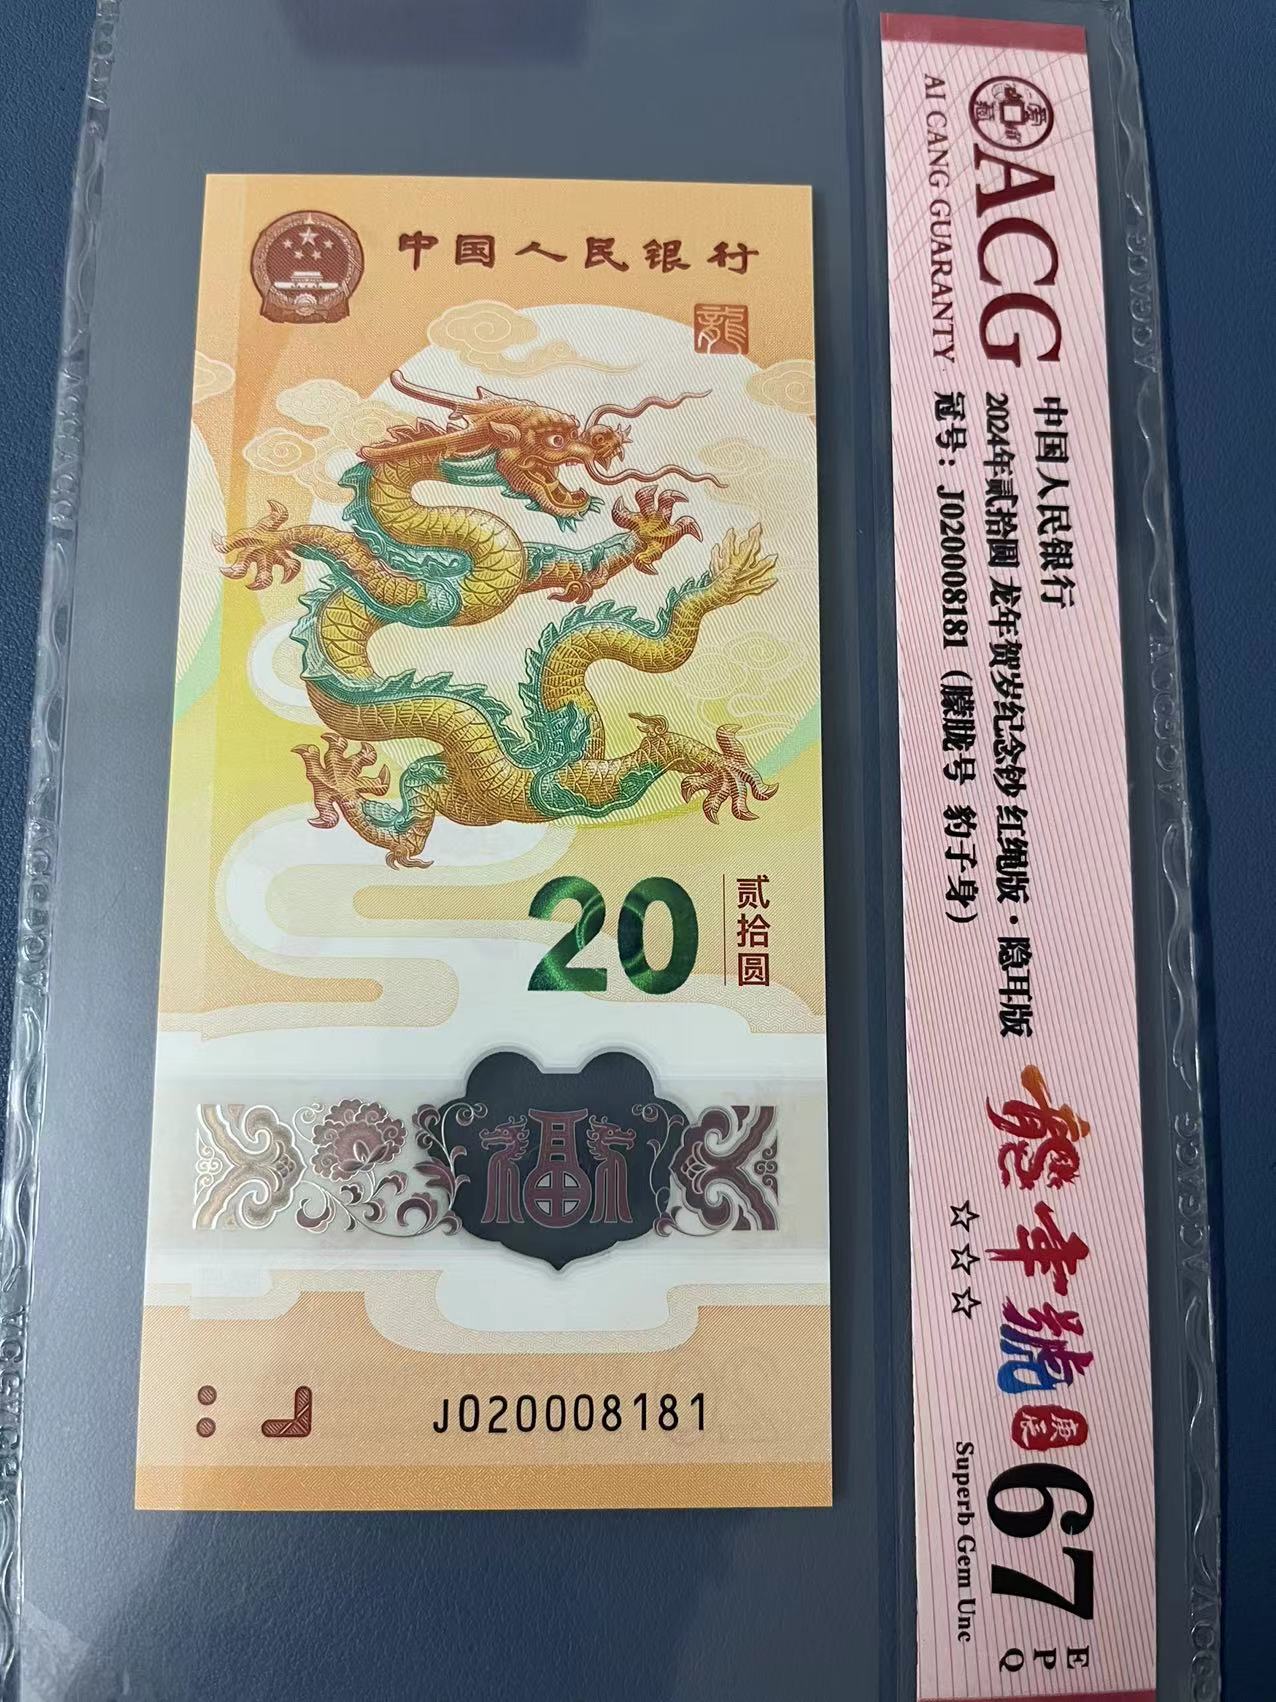 中国人民银行
龍
20
贰拾圆
福
J020008181
ACG
AI CANG GUARANTY
中国人民银行
2024年贰拾圆 龙年贺岁纪念钞 红绳版·隐耳版
冠号: J020008181（朦胧号 豹子身）
龍年號
☆☆☆
67
EPQ
Superb Gem Unc